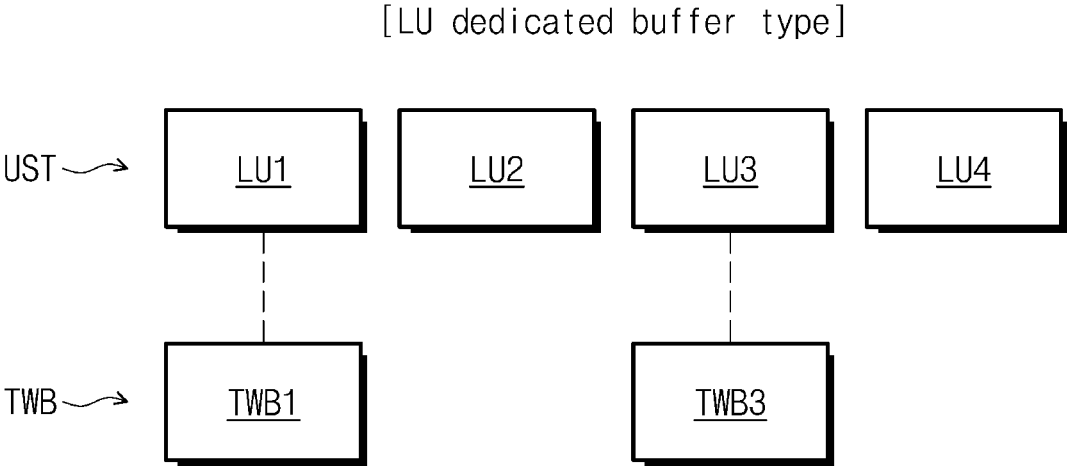 [LU dedicated buffer type]
UST LU1 LU2 LU3 LU4
TWB TWB1 TWB3